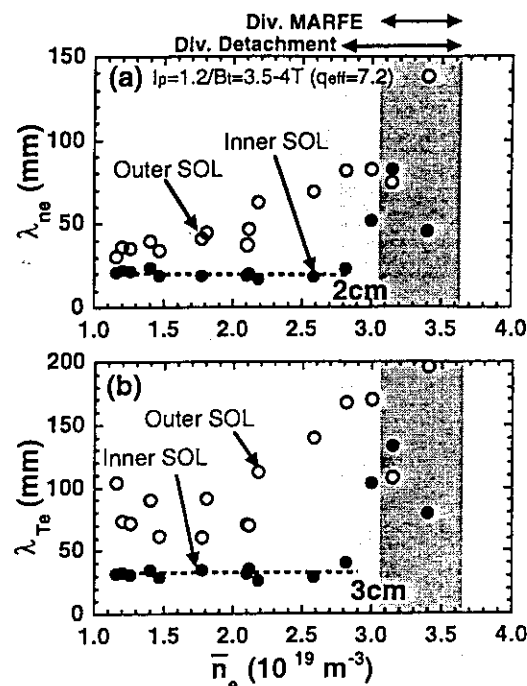 Div. MARFE
Div. Detachment
150
(a) Ip=1.2/Bt=3.5-4T (qeff=7.2)
Inner SOL
100
Outer SOL
λne (mm)
50
2cm
0
1.0 1.5 2.0 2.5 3.0 3.5 4.0
200
(b)
Outer SOL
150
Inner SOL
λTe (mm)
100
50
3cm
0
1.0 1.5 2.0 2.5 3.0 3.5 4.0
n̅e (10 19 m-3)